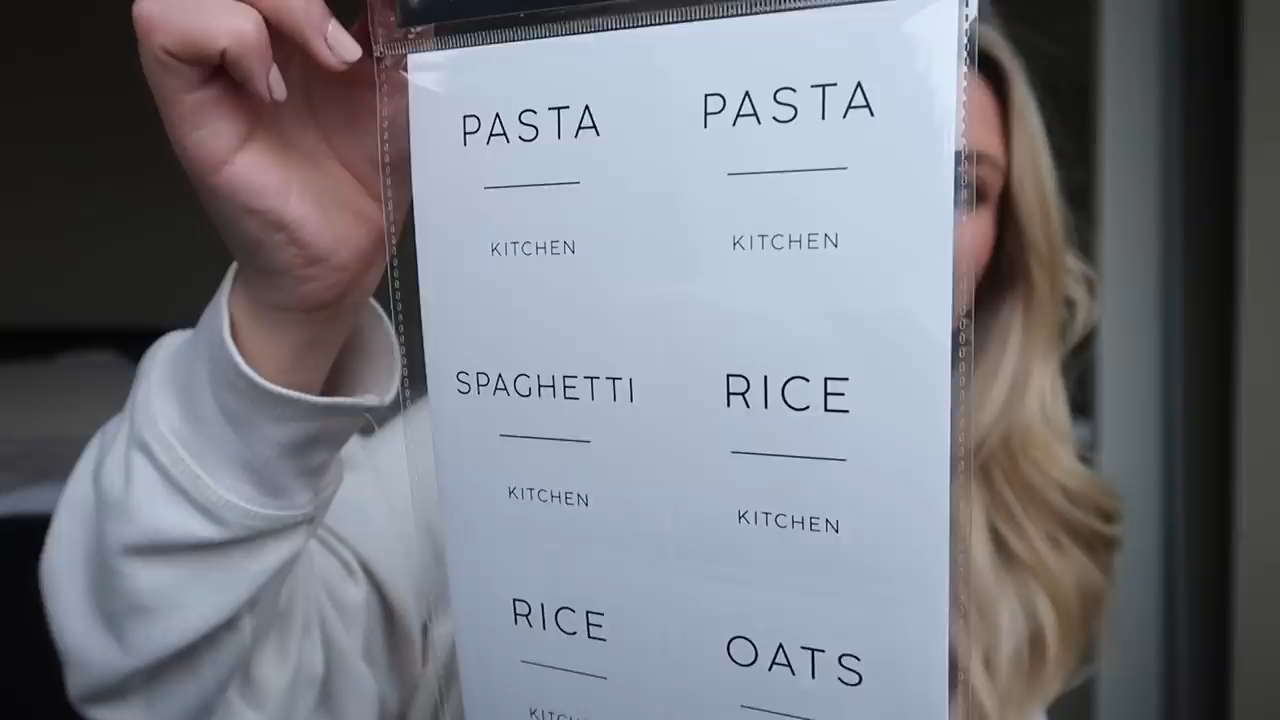 PASTA
KITCHEN
PASTA
KITCHEN
SPAGHETTI
KITCHEN
RICE
KITCHEN
RICE
OATS